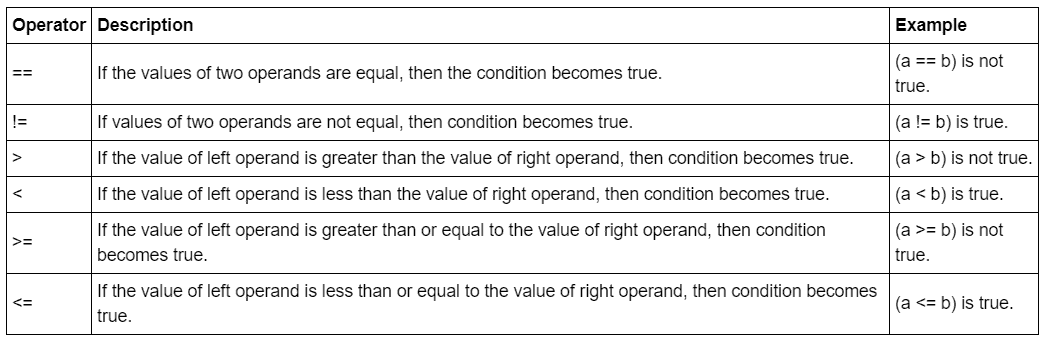 Operator Description Example
== If the values of two operands are equal, then the condition becomes true. (a == b) is not
true.
!= If values of two operands are not equal, then condition becomes true. (a != b) is true.
> If the value of left operand is greater than the value of right operand, then condition becomes true. (a > b) is not true.
< If the value of left operand is less than the value of right operand, then condition becomes true. (a < b) is true.
>= If the value of left operand is greater than or equal to the value of right operand, then condition
becomes true. (a >= b) is not
true.
<= If the value of left operand is less than or equal to the value of right operand, then condition becomes
true. (a <= b) is true.